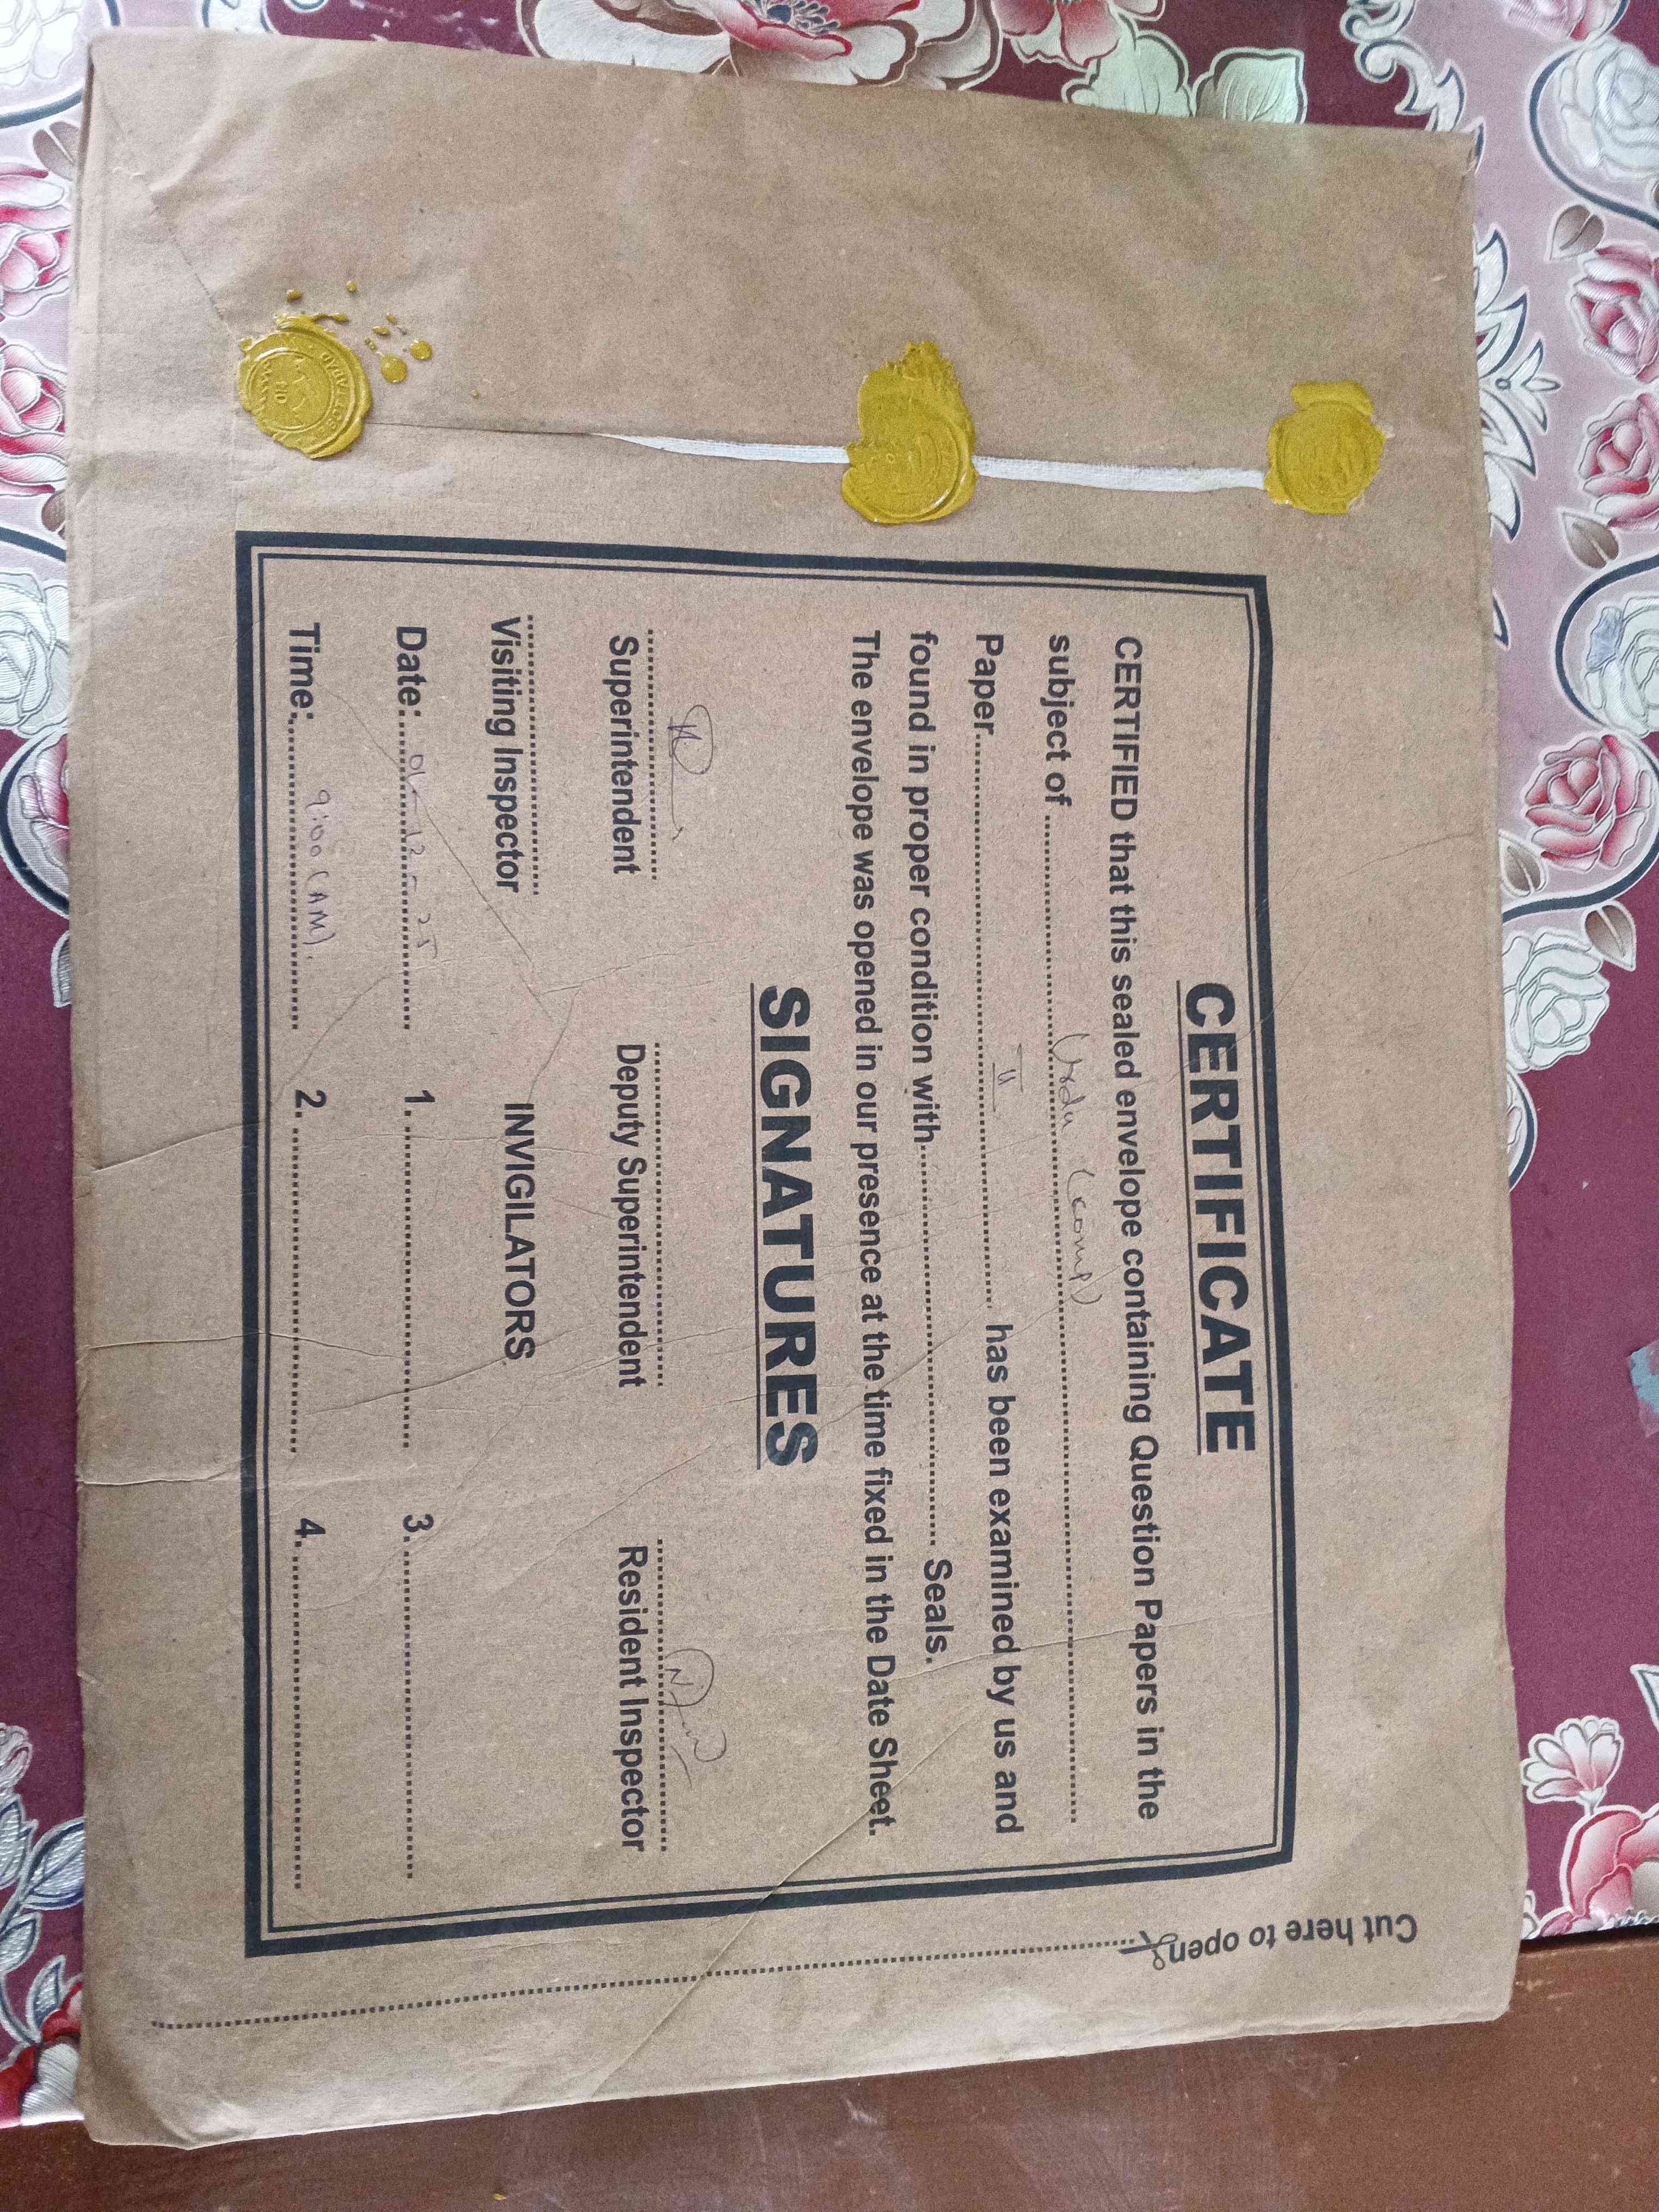 CERTIFICATE
CERTIFIED that this sealed envelope containing Question Papers in the
subject of ........ Urdu (comp) ........
Paper........ II ........ has been examined by us and
found in proper condition with........ Seals.
The envelope was opened in our presence at the time fixed in the Date Sheet.
SIGNATURES
Superintendent Deputy Superintendent Resident Inspector
Visiting Inspector INVIGILATORS
Date: 01-12-25 1. ........ 3. ........
Time: 9:00 (AM). 2. ........ 4. ........
Cut here to open